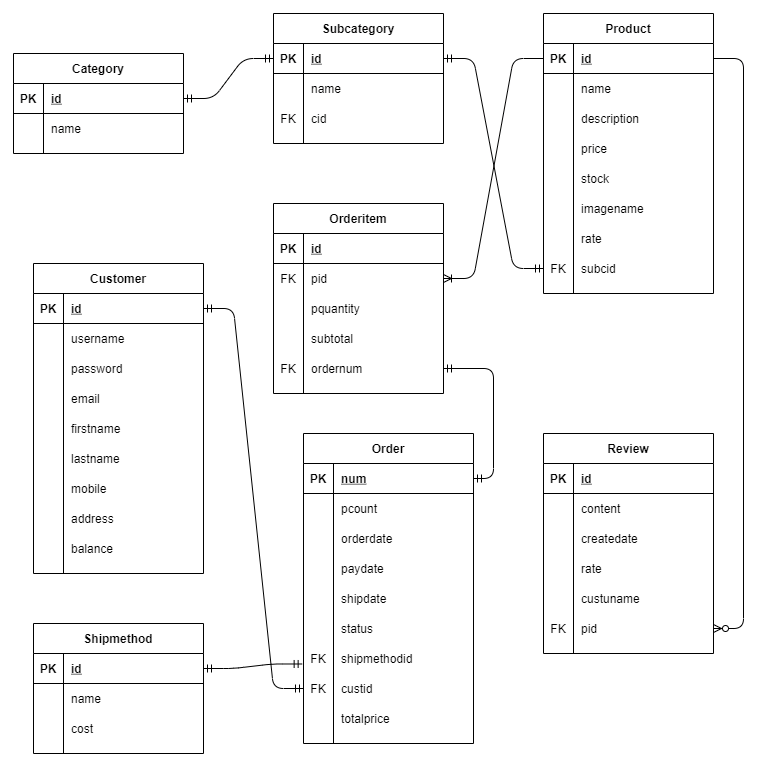 Category
PK id
name
Subcategory
PK id
name
FK cid
Product
PK id
name
description
price
stock
imagename
rate
FK subcid
Orderitem
PK id
FK pid
pquantity
subtotal
FK ordernum
Customer
PK id
username
password
email
firstname
lastname
mobile
address
balance
Order
PK num
pcount
orderdate
paydate
shipdate
status
FK shipmethodid
FK custid
totalprice
Review
PK id
content
createdate
rate
custuname
FK pid
Shipmethod
PK id
name
cost